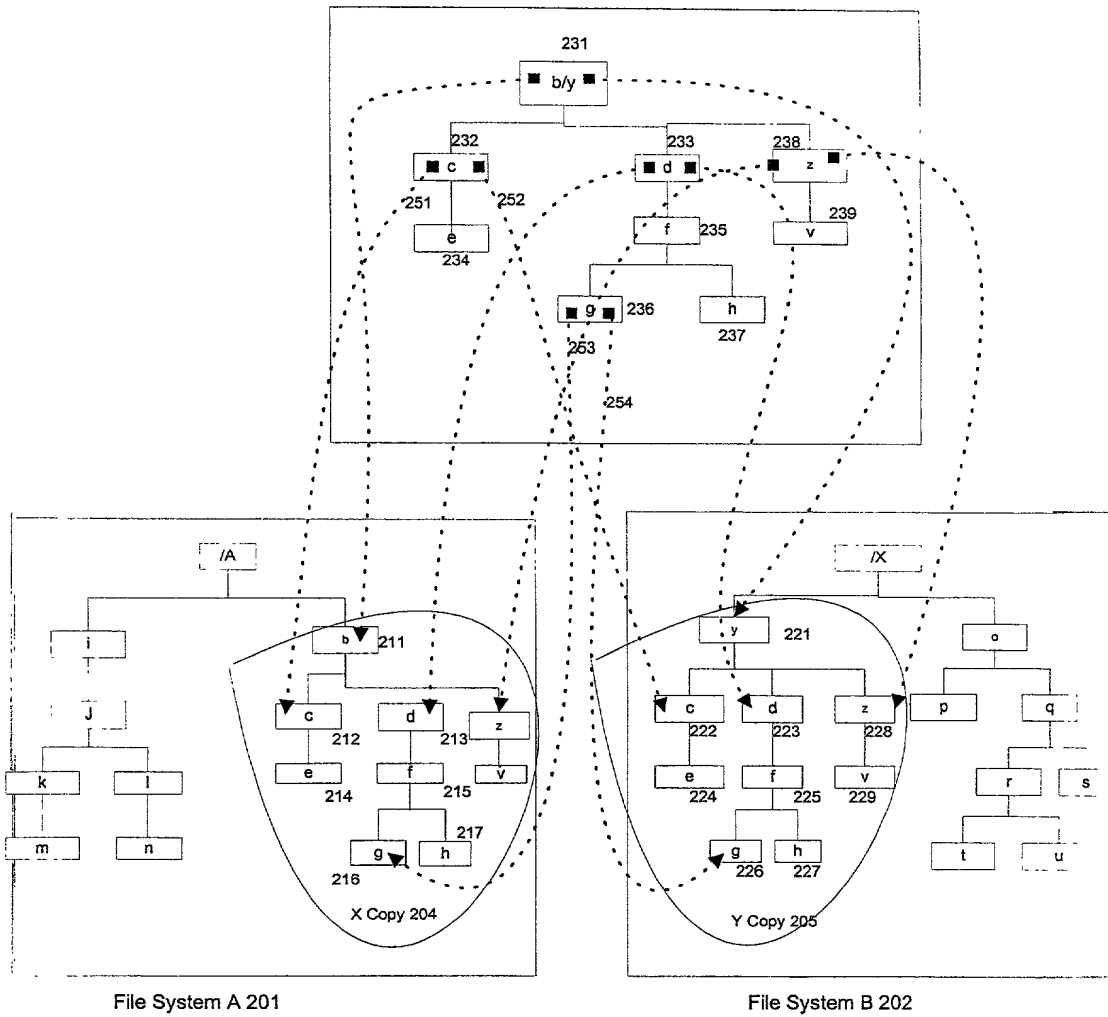 231
b/y
232
233
238
c
d
z
251
252
239
e
f
235
v
234
g
236
h
253
237
254
/A
/X
i
b
211
y
221
o
J
c
d
z
c
d
z
p
q
212
213
222
223
228
k
l
e
f
v
e
f
v
r
s
214
215
224
225
229
m
n
g
217
h
g
h
t
u
216
226
227
X Copy 204
Y Copy 205
File System A 201
File System B 202